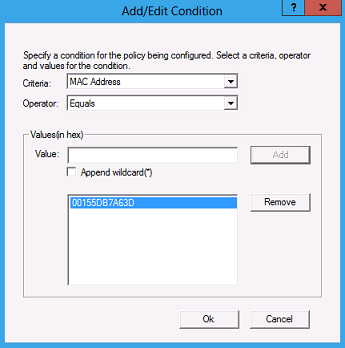 Add/Edit Condition
? x
Specify a condition for the policy being configured. Select a criteria, operator
and values for the condition.
Criteria: MAC Address
Operator: Equals
Values(in hex)
Value: Add
Append wildcard(*)
00155DB7A63D Remove
Ok Cancel